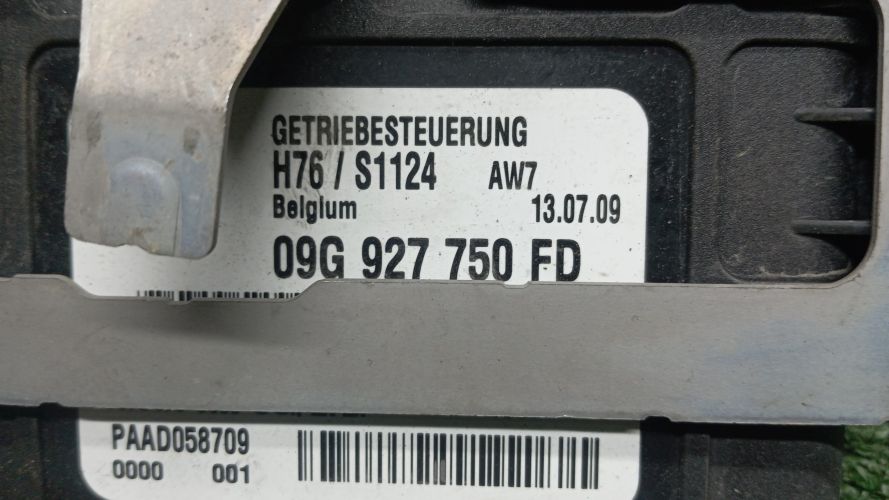 GETRIEBESTEUERUNG
H76 / S1124 AW7
Belgium 13.07.09
09G 927 750 FD
PAAD058709
0000 001